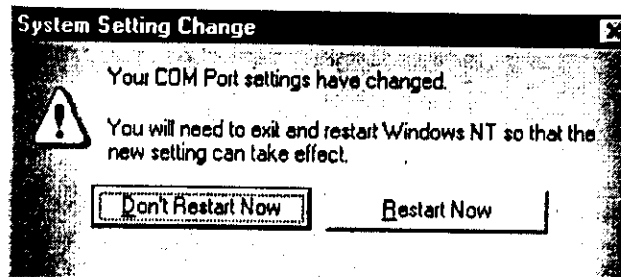 System Setting Change
Your COM Port settings have changed.
You will need to exit and restart Windows NT so that the
new setting can take effect.
Don't Restart Now
Restart Now